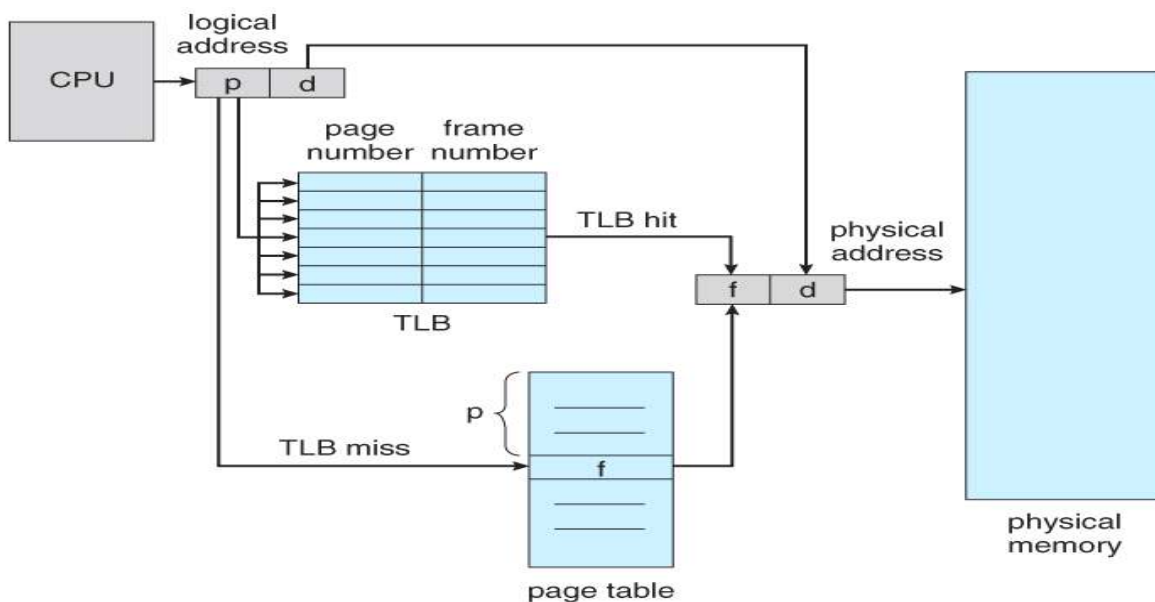 logical
address
CPU
p
d
page
number
frame
number
TLB hit
physical
address
f
d
TLB
p
TLB miss
f
physical
memory
page table